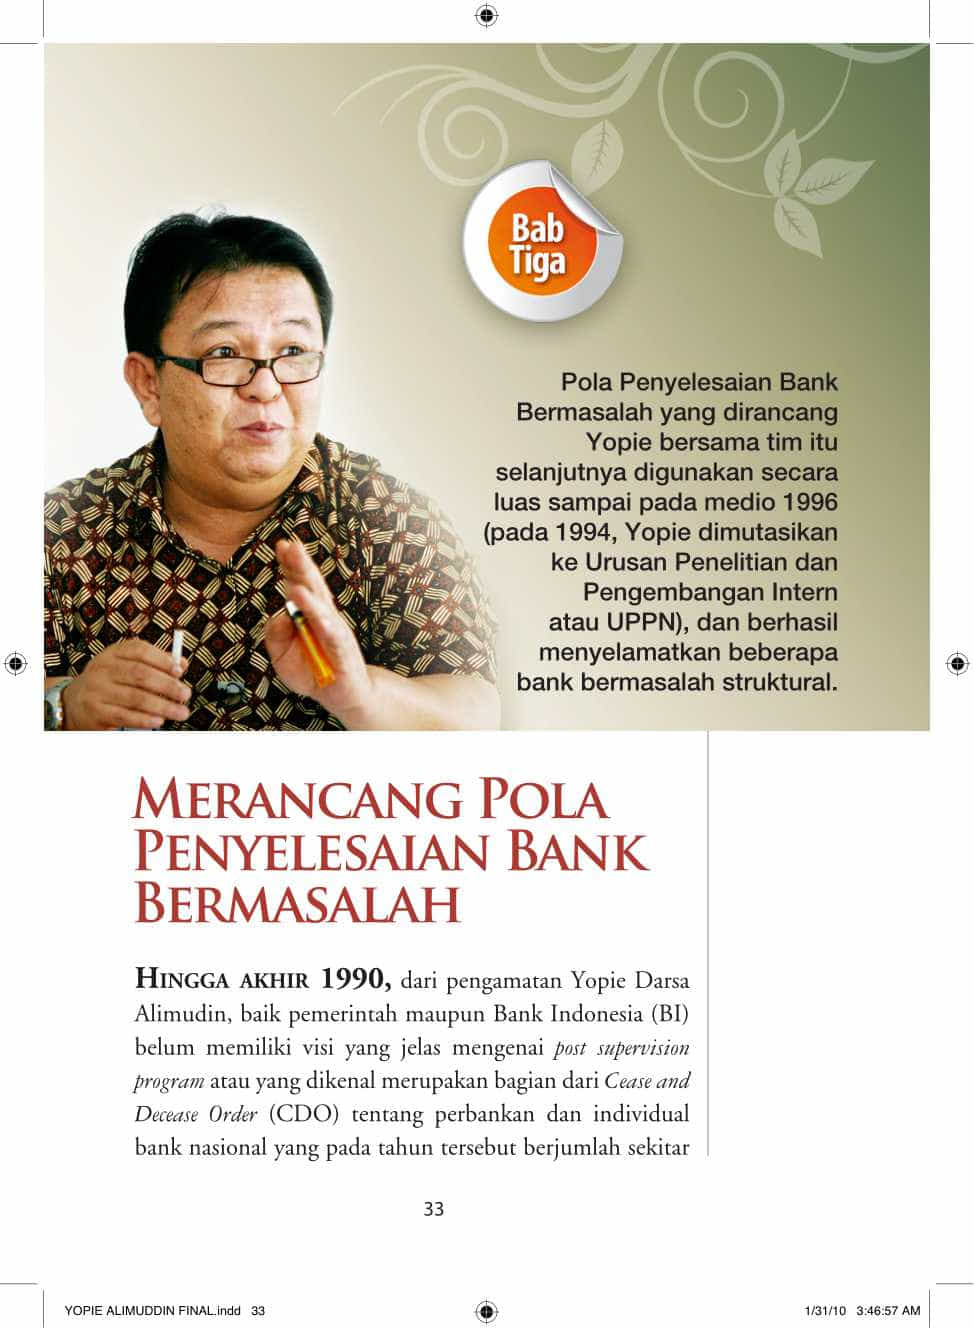 Bab
Tiga
Pola Penyelesaian Bank
Bermasalah yang dirancang
Yopie bersama tim itu
selanjutnya digunakan secara
luas sampai pada medio 1996
(pada 1994, Yopie dimutasikan
ke Urusan Penelitian dan
Pengembangan Intern
atau UPPN), dan berhasil
menyelamatkan beberapa
bank bermasalah struktural.
MERANCANG POLA
PENYELESAIAN BANK
BERMASALAH
HINGGA AKHIR 1990, dari pengamatan Yopie Darsa
Alimudin, baik pemerintah maupun Bank Indonesia (BI)
belum memiliki visi yang jelas mengenai post supervision
program atau yang dikenal merupakan bagian dari Cease and
Decease Order (CDO) tentang perbankan dan individual
bank nasional yang pada tahun tersebut berjumlah sekitar
33
YOPIE ALIMUDDIN FINAL.indd 33
1/31/10 3:46:57 AM